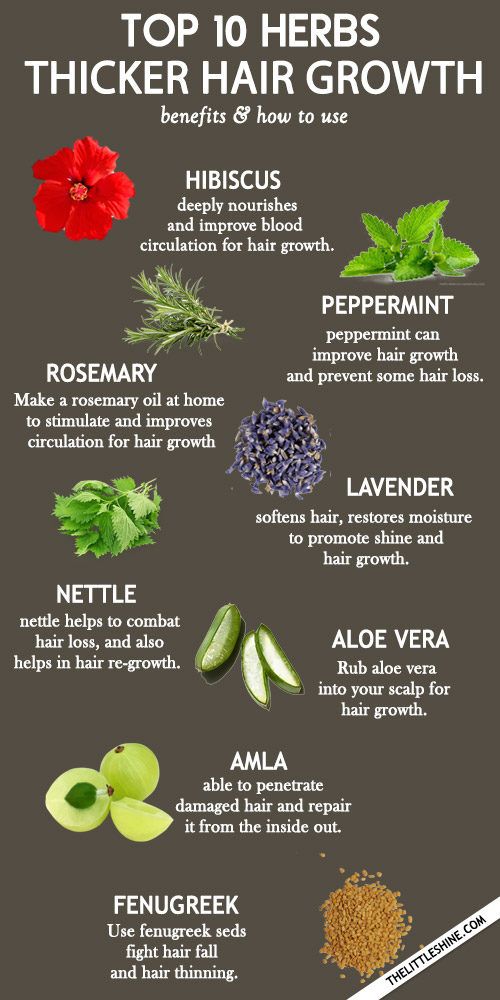 TOP 10 HERBS
THICKER HAIR GROWTH
benefits & how to use
HIBISCUS
deeply nourishes
and improve blood
circulation for hair growth.
PEPPERMINT
peppermint can
improve hair growth
and prevent some hair loss.
ROSEMARY
Make a rosemary oil at home
to stimulate and improves
circulation for hair growth
LAVENDER
softens hair, restores moisture
to promote shine and
hair growth.
NETTLE
nettle helps to combat
hair loss, and also
helps in hair re-growth.
ALOE VERA
Rub aloe vera
into your scalp for
hair growth.
AMLA
able to penetrate
damaged hair and repair
it from the inside out.
FENUGREEK
Use fenugreek seds
fight hair fall
and hair thinning.
THELITTLESHINE.COM